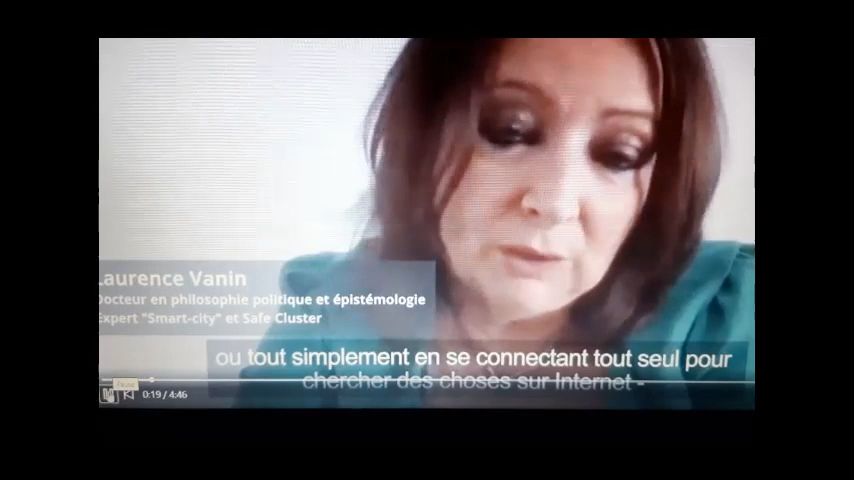 Laurence Vanin
Docteur en philosophie politique et épistémologie
Expert "Smart-city" et Safe Cluster
ou tout simplement en se connectant tout seul pour
chercher des choses sur Internet -
Pause
0:19 / 4:46